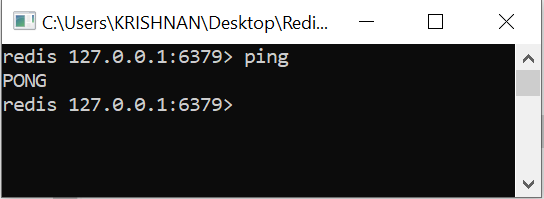 C:\Users\KRISHNAN\Desktop\Redi...
redis 127.0.0.1:6379> ping
PONG
redis 127.0.0.1:6379>